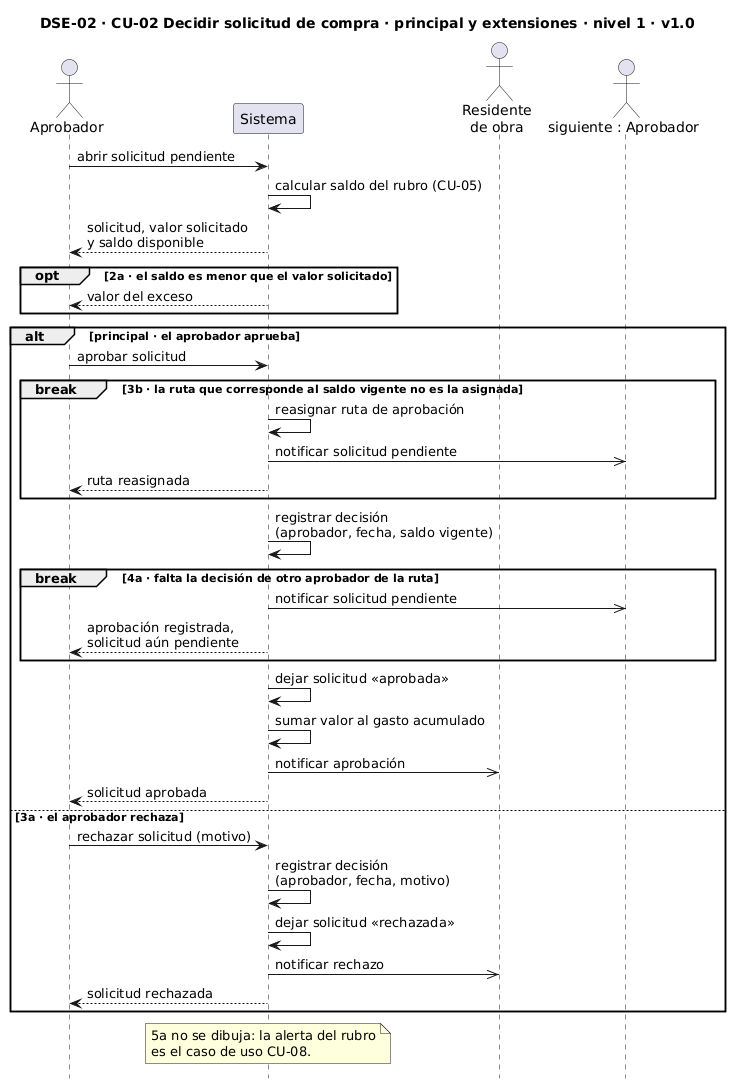 DSE-02 · CU-02 Decidir solicitud de compra · principal y extensiones · nivel 1 · v1.0
Aprobador
Sistema
Residente
de obra
siguiente : Aprobador
abrir solicitud pendiente
calcular saldo del rubro (CU-05)
solicitud, valor solicitado
y saldo disponible
opt [2a · el saldo es menor que el valor solicitado]
valor del exceso
alt [principal · el aprobador aprueba]
aprobar solicitud
break [3b · la ruta que corresponde al saldo vigente no es la asignada]
reasignar ruta de aprobación
notificar solicitud pendiente
ruta reasignada
registrar decisión
(aprobador, fecha, saldo vigente)
break [4a · falta la decisión de otro aprobador de la ruta]
notificar solicitud pendiente
aprobación registrada,
solicitud aún pendiente
dejar solicitud «aprobada»
sumar valor al gasto acumulado
notificar aprobación
solicitud aprobada
[3a · el aprobador rechaza]
rechazar solicitud (motivo)
registrar decisión
(aprobador, fecha, motivo)
dejar solicitud «rechazada»
notificar rechazo
solicitud rechazada
5a no se dibuja: la alerta del rubro
es el caso de uso CU-08.